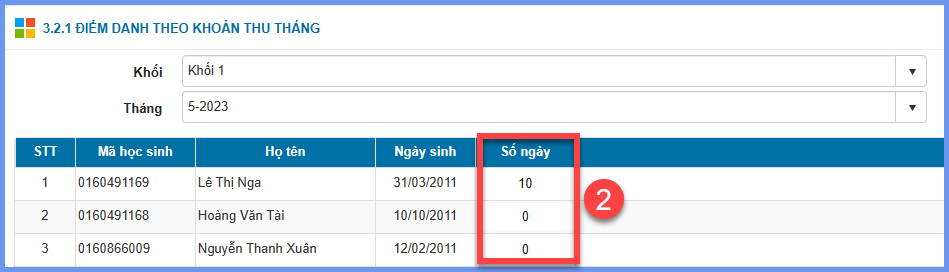 3.2.1 ĐIỂM DANH THEO KHOẢN THU THÁNG
Khối Khối 1
Tháng 5-2023
STT Mã học sinh Họ tên Ngày sinh Số ngày
1 0160491169 Lê Thị Nga 31/03/2011 10
2
2 0160491168 Hoàng Văn Tài 10/10/2011 0
3 0160866009 Nguyễn Thanh Xuân 12/02/2011 0